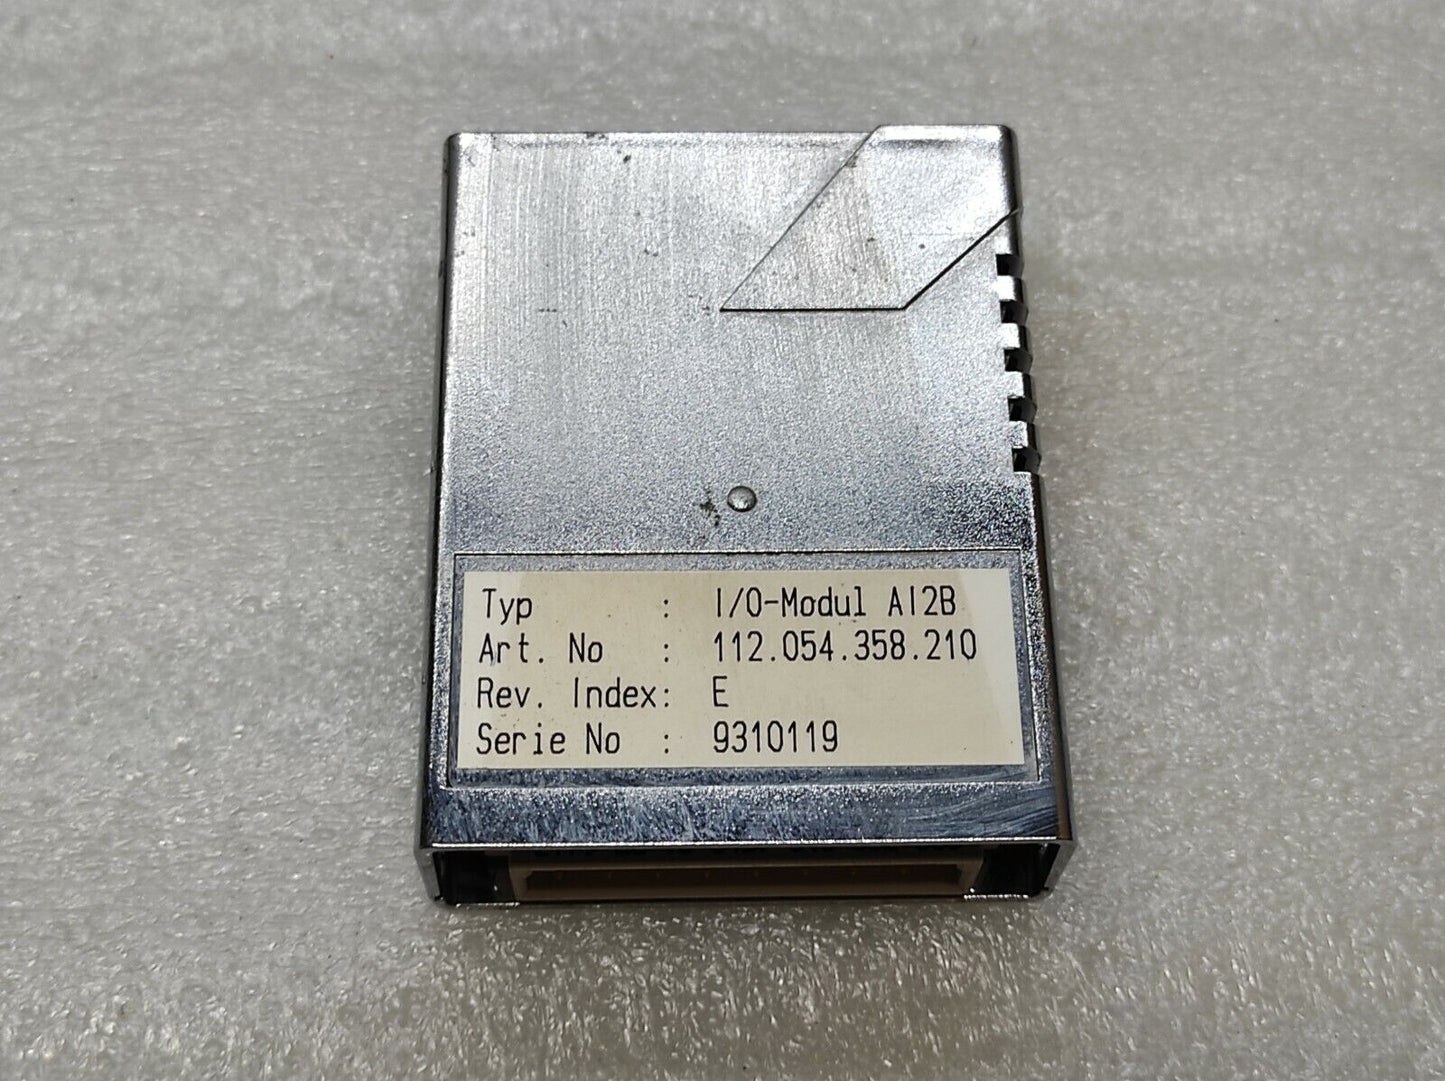 Typ : I/O-Modul AI2B
Art. No : 112.054.358.210
Rev. Index: E
Serie No : 9310119